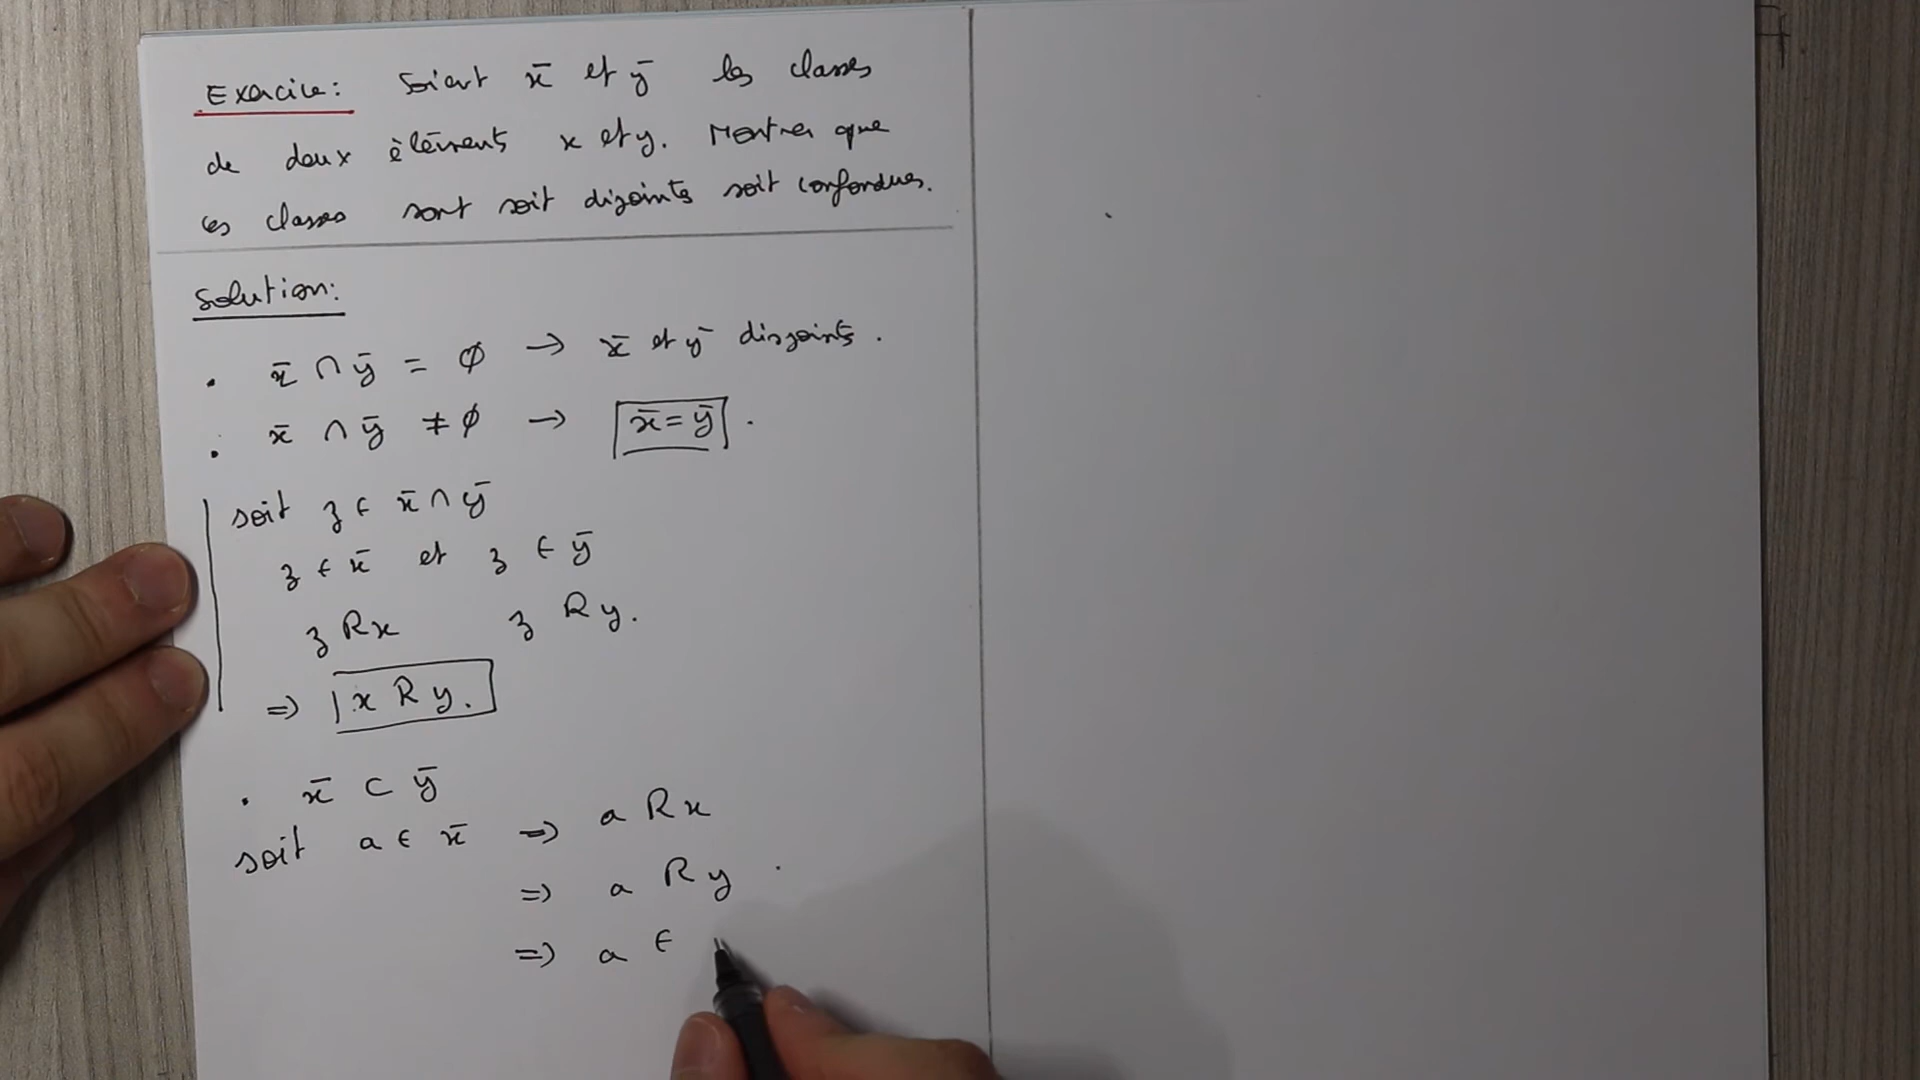 Exercice: Soient x̄ et ȳ les classes
de deux éléments x et y. Montrer que
ces classes sont soit disjoints soit confondues.
Solution:
. x̄ ∩ ȳ = ∅ → x̄ et ȳ disjoints.
. x̄ ∩ ȳ ≠ ∅ → x̄ = ȳ .
soit z ∈ x̄ ∩ ȳ
z ∈ x̄ et z ∈ ȳ
z R x z R y.
=> x R y.
. x̄ ⊂ ȳ
soit a ∈ x̄ => a R x
=> a R y .
=> a ∈